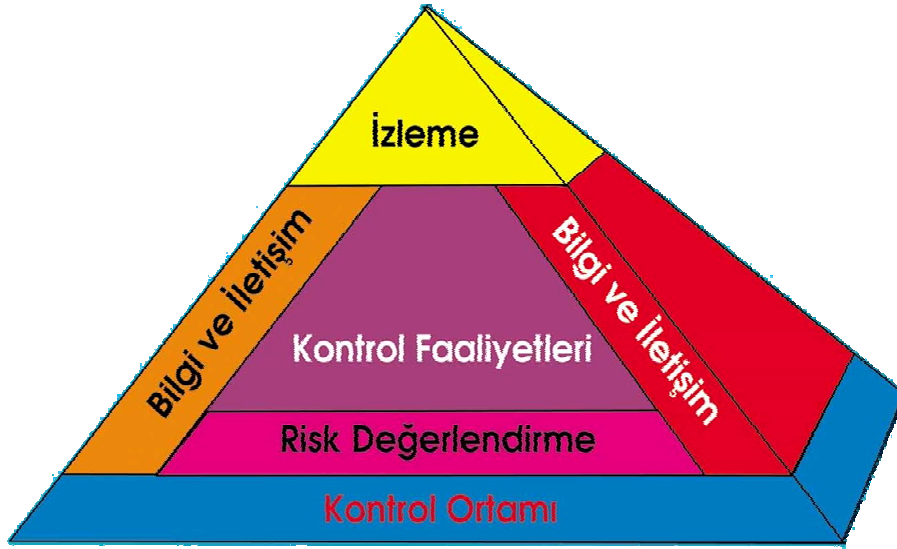 İzleme
Bilgi ve İletişim
Bilgi ve İletişim
Kontrol Faaliyetleri
Risk Değerlendirme
Kontrol Ortamı